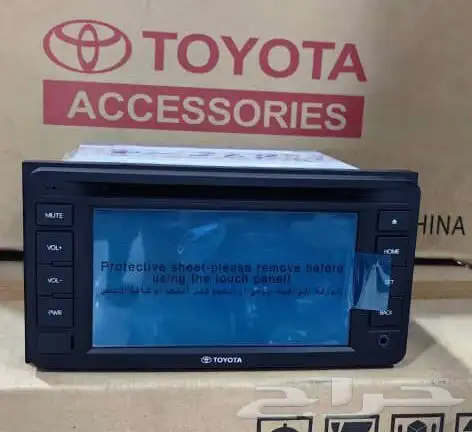 TOYOTA
ACCESSORIES
CHINA
MUTE
VOL+
VOL-
PWR
HOME
BACK
Protective sheet-please remove before
using the touch panel!
TOYOTA
حراج